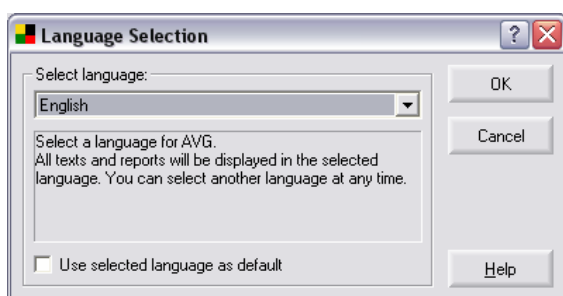 Language Selection
Select language:
OK
English
Cancel
Select a language for AVG.
All texts and reports will be displayed in the selected
language. You can select another language at any time.
Use selected language as default
Help